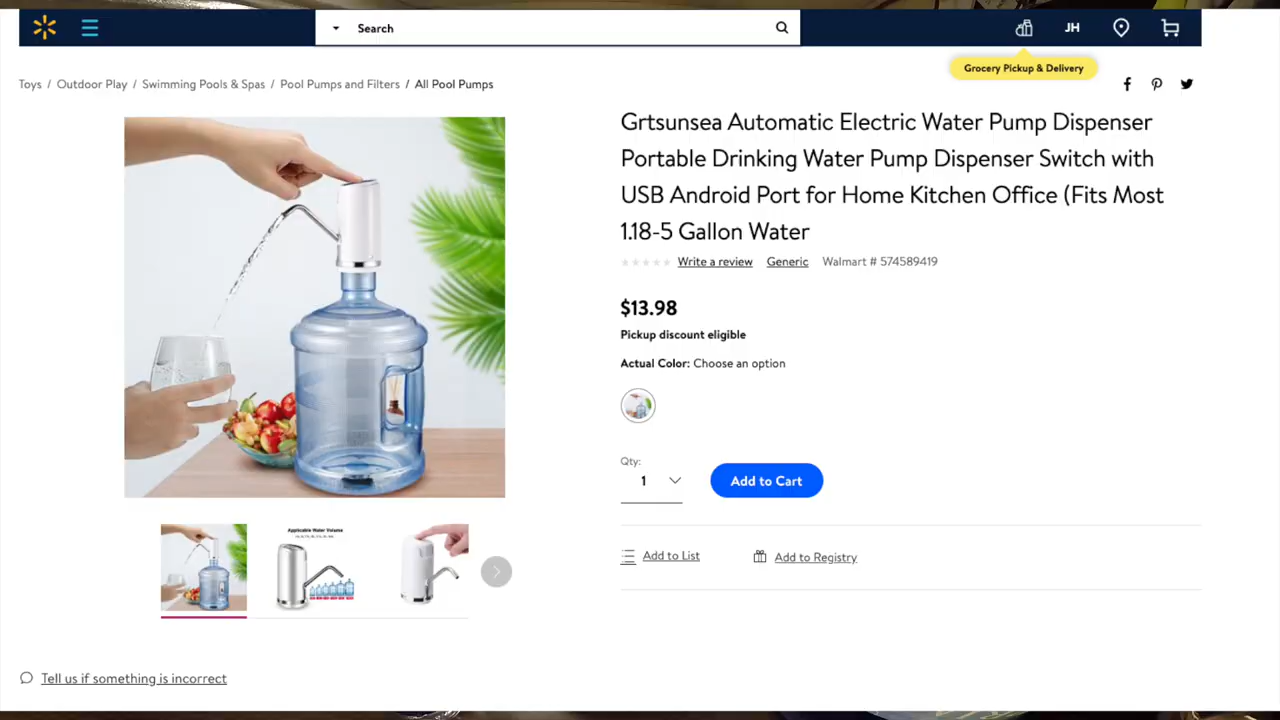 Search
JH
Grocery Pickup & Delivery
Toys / Outdoor Play / Swimming Pools & Spas / Pool Pumps and Filters / All Pool Pumps
Grtsunsea Automatic Electric Water Pump Dispenser
Portable Drinking Water Pump Dispenser Switch with
USB Android Port for Home Kitchen Office (Fits Most
1.18-5 Gallon Water
Write a review Generic Walmart # 574589419
$13.98
Pickup discount eligible
Actual Color: Choose an option
Qty:
1
Add to Cart
Applicable Water Volume
Add to List
Add to Registry
Tell us if something is incorrect